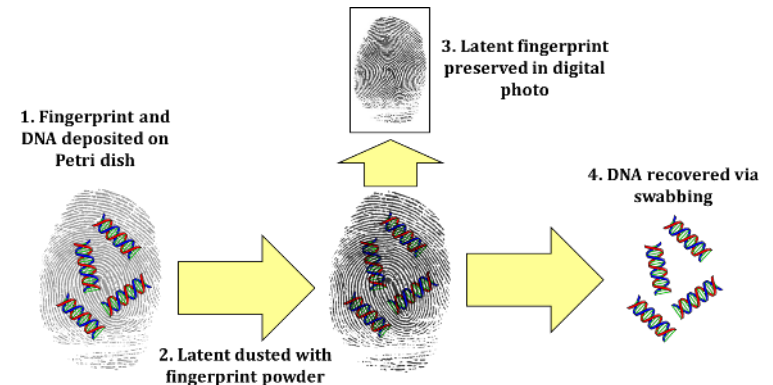 1. Fingerprint and
DNA deposited on
Petri dish
2. Latent dusted with
fingerprint powder
3. Latent fingerprint
preserved in digital
photo
4. DNA recovered via
swabbing